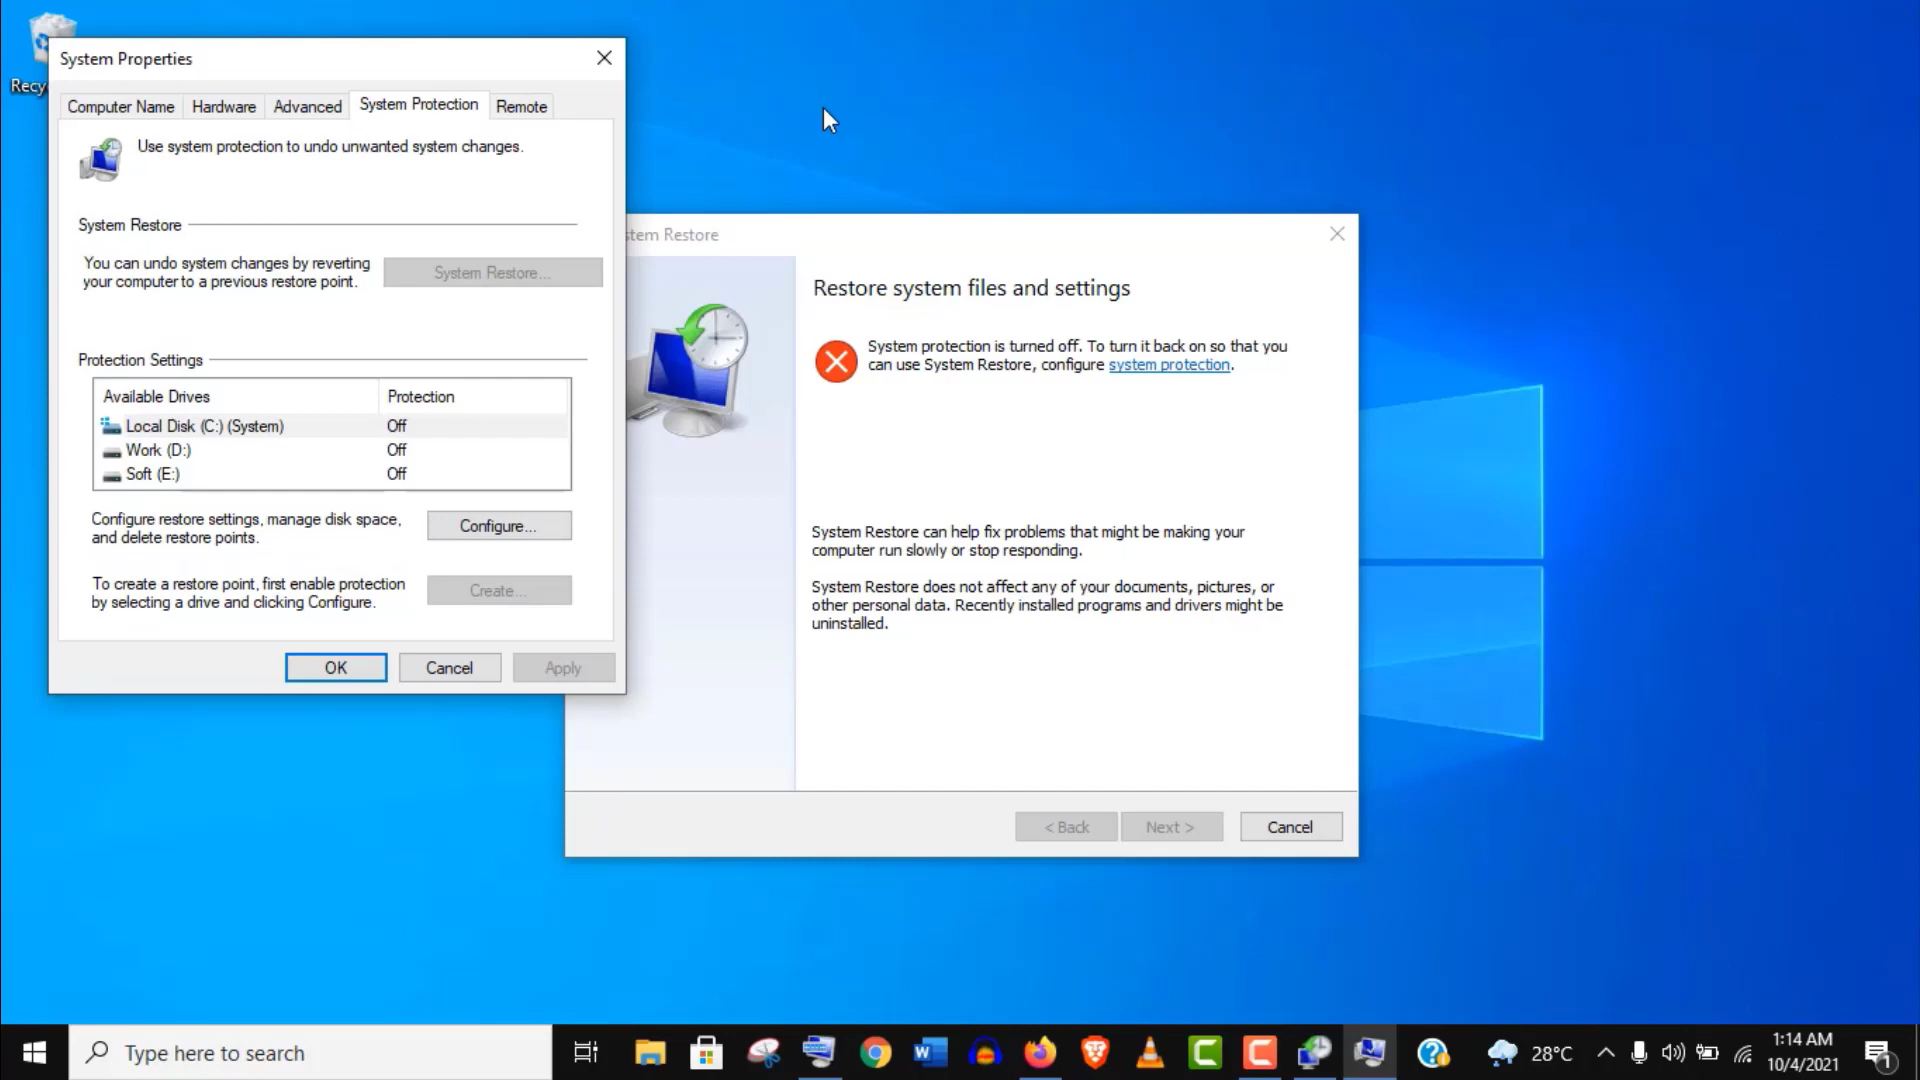 Recy
System Properties
Computer Name
Hardware
Advanced
System Protection
Remote
Use system protection to undo unwanted system changes.
System Restore
You can undo system changes by reverting
your computer to a previous restore point.
System Restore...
Protection Settings
Available Drives
Protection
Local Disk (C:) (System)
Off
Work (D:)
Off
Soft (E:)
Off
Configure restore settings, manage disk space,
and delete restore points.
Configure...
To create a restore point, first enable protection
by selecting a drive and clicking Configure.
Create...
OK
Cancel
Apply
stem Restore
Restore system files and settings
System protection is turned off. To turn it back on so that you
can use System Restore, configure system protection.
System Restore can help fix problems that might be making your
computer run slowly or stop responding.
System Restore does not affect any of your documents, pictures, or
other personal data. Recently installed programs and drivers might be
uninstalled.
< Back
Next >
Cancel
Type here to search
28°C
1:14 AM
10/4/2021
1